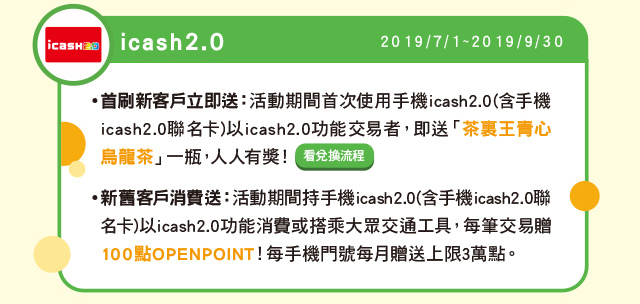 icash2.0
icash2.0
2019/7/1~2019/9/30
•首刷新客戶立即送：活動期間首次使用手機icash2.0(含手機
icash2.0聯名卡)以icash2.0功能交易者，即送「茶裏王青心
烏龍茶」一瓶，人人有獎！ 看兌換流程
•新舊客戶消費送：活動期間持手機icash2.0(含手機icash2.0聯
名卡)以icash2.0功能消費或搭乘大眾交通工具，每筆交易贈
100點OPENPOINT！每手機門號每月贈送上限3萬點。